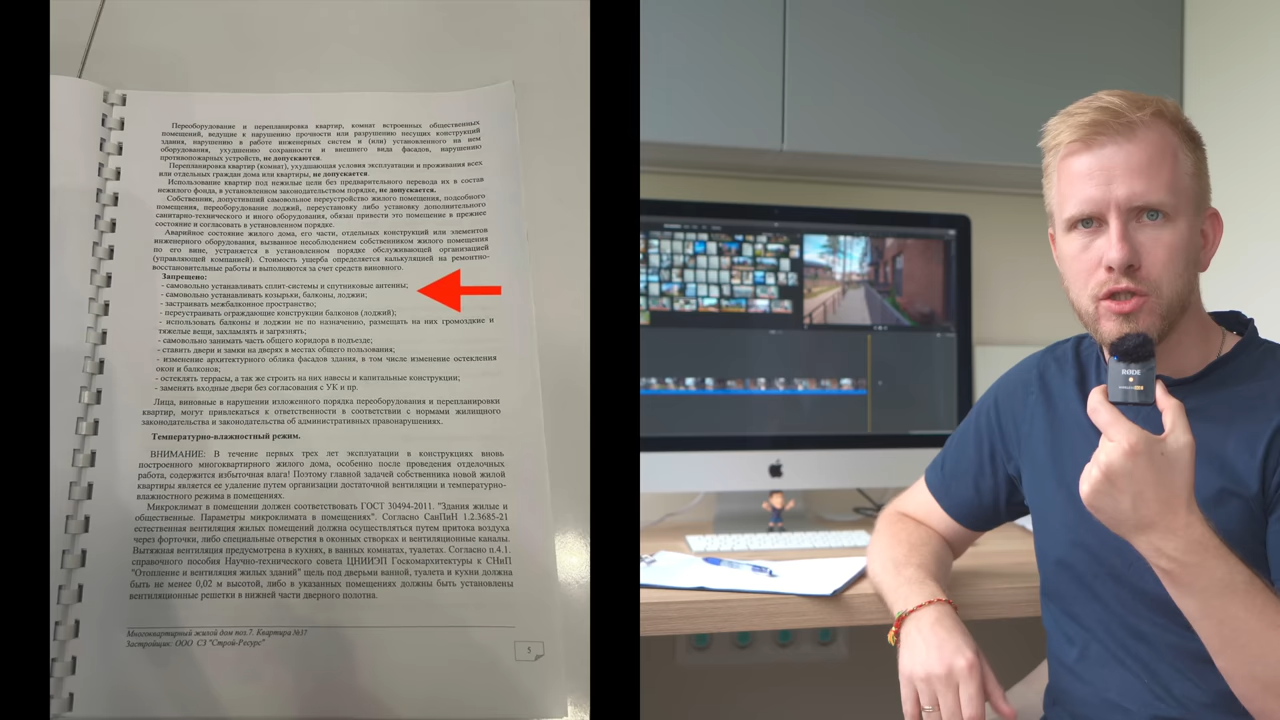 Переоборудование и перепланировка квартир, комнат встроенных общественных
помещений, ведущие к нарушению прочности или разрушению несущих конструкций
здания, нарушению в работе инженерных систем и (или) установленного на нем
оборудования, ухудшению сохранности и внешнего вида фасадов, нарушению
противопожарных устройств, не допускаются.
Перепланировка квартир (комнат), ухудшающая условия эксплуатации и проживания всех
или отдельных граждан дома или квартиры, не допускается.
Использование квартир под нежилые цели без предварительного перевода их в состав
нежилого фонда, в установленном законодательством порядке, не допускается.
Собственник, допустивший самовольное переустройство жилого помещения, подсобного
помещения, переоборудование лоджий, переустановку либо установку дополнительного
санитарно-технического и иного оборудования, обязан привести это помещение в прежнее
состояние и согласовать в установленном порядке.
Аварийное состояние жилого дома, его части, отдельных конструкций или элементов
инженерного оборудования, вызванное несоблюдением собственником жилого помещения
по его вине, устраняется в установленном порядке обслуживающей организацией
(управляющей компанией). Стоимость ущерба определяется калькуляцией на ремонтно-
восстановительные работы и выполняются за счет средств виновного.
Запрещено:
- самовольно устанавливать сплит-системы и спутниковые антенны;
- самовольно устанавливать козырьки, балконы, лоджии;
- застраивать межбалконное пространство;
- переустраивать ограждающие конструкции балконов (лоджий);
- использовать балконы и лоджии не по назначению, размещать на них громоздкие и
тяжелые вещи, захламлять и загрязнять;
- самовольно занимать часть общего коридора в подъезде;
- ставить двери и замки на дверях в местах общего пользования;
- изменение архитектурного облика фасадов здания, в том числе изменение остекления
окон и балконов;
- остеклять террасы, а так же строить на них навесы и капитальные конструкции;
- заменять входные двери без согласования с УК и пр.
Лица, виновные в нарушении изложенного порядка переоборудования и перепланировки
квартир, могут привлекаться к ответственности в соответствии с нормами жилищного
законодательства и законодательства об административных правонарушениях.
Температурно-влажностный режим.
ВНИМАНИЕ: В течение первых трех лет эксплуатации в конструкциях вновь
построенного многоквартирного жилого дома, особенно после проведения отделочных
работа, содержится избыточная влага! Поэтому главной задачей собственника новой жилой
квартиры является ее удаление путем организации достаточной вентиляции и температурно-
влажностного режима в помещениях.
Микроклимат в помещении должен соответствовать ГОСТ 30494-2011. "Здания жилые и
общественные. Параметры микроклимата в помещениях". Согласно СанПиН 1.2.3685-21
естественная вентиляция жилых помещений должна осуществляться путем притока воздуха
через форточки, либо специальные отверстия в оконных створках и вентиляционные каналы.
Вытяжная вентиляция предусмотрена в кухнях, в ванных комнатах, туалетах. Согласно п.4.1.
справочного пособия Научно-технического совета ЦНИИЭП Госкомархитектуры к СНиП
"Отопление и вентиляция жилых зданий" щель под дверьми ванной, туалета и кухни должна
быть не менее 0,02 м высотой, либо в указанных помещениях должны быть установлены
вентиляционные решетки в нижней части дверного полотна.
Многоквартирный жилой дом поз.7. Квартира №37
Застройщик: ООО СЗ "Строй-Ресурс"
5
RØDE